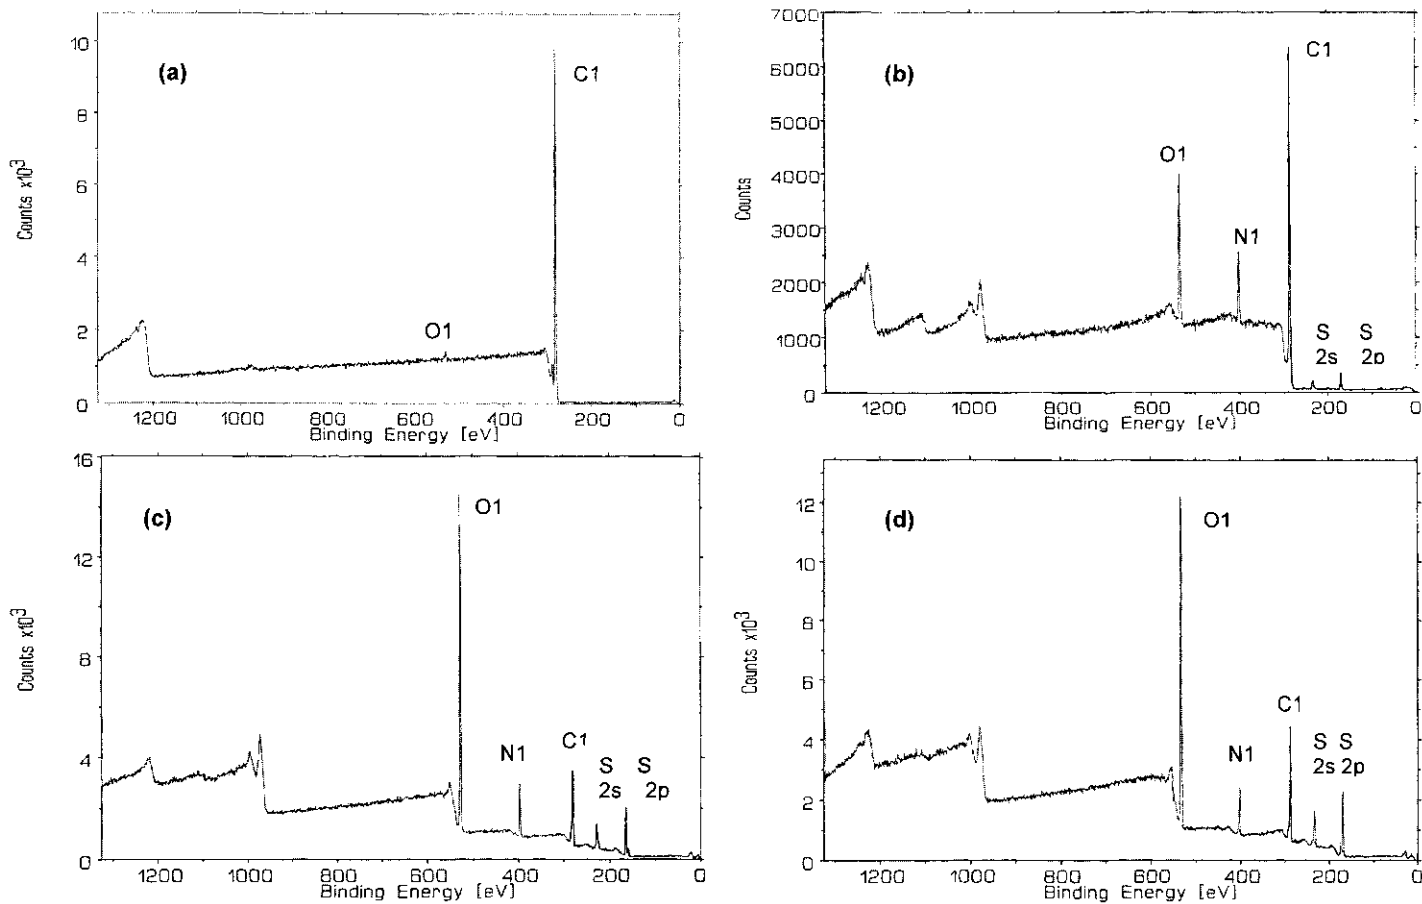 10
8
6
4
2
0
Counts x10³
(a)
C1
O1
1200
1000
800
600
400
200
0
Binding Energy [eV]
7000
6000
5000
4000
3000
2000
1000
0
Counts
(b)
C1
O1
N1
S S
2s 2p
1200
1000
800
600
400
200
0
Binding Energy [eV]
16
12
8
4
0
Counts x10³
(c)
O1
N1
C1
S S
2s 2p
1200
1000
800
600
400
200
0
Binding Energy [eV]
12
10
8
6
4
2
0
Counts x10³
(d)
O1
C1
N1
S S
2s 2p
1200
1000
800
600
400
200
0
Binding Energy [eV]